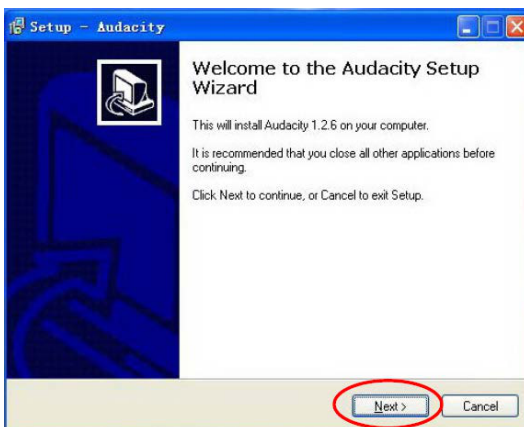 Setup - Audacity
Welcome to the Audacity Setup
Wizard
This will install Audacity 1.2.6 on your computer.
It is recommended that you close all other applications before
continuing.
Click Next to continue, or Cancel to exit Setup.
Next >
Cancel